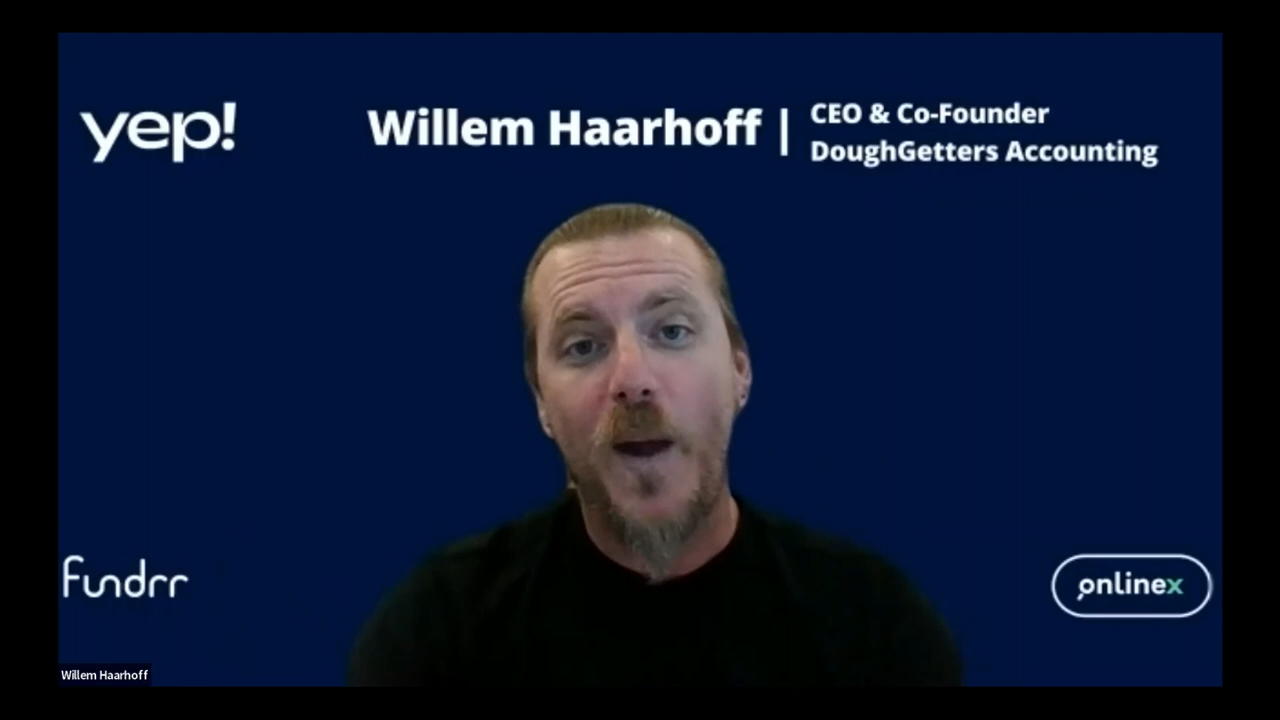 yep!
Willem Haarhoff |
CEO & Co-Founder
DoughGetters Accounting
fundrr
onlinex
Willem Haarhoff